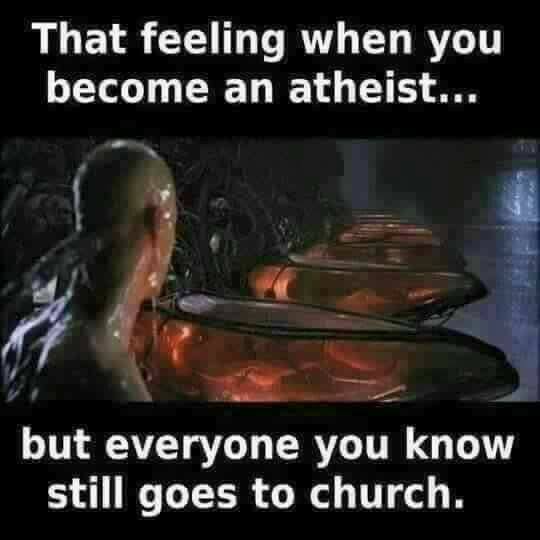 That feeling when you
become an atheist...
but everyone you know
still goes to church.